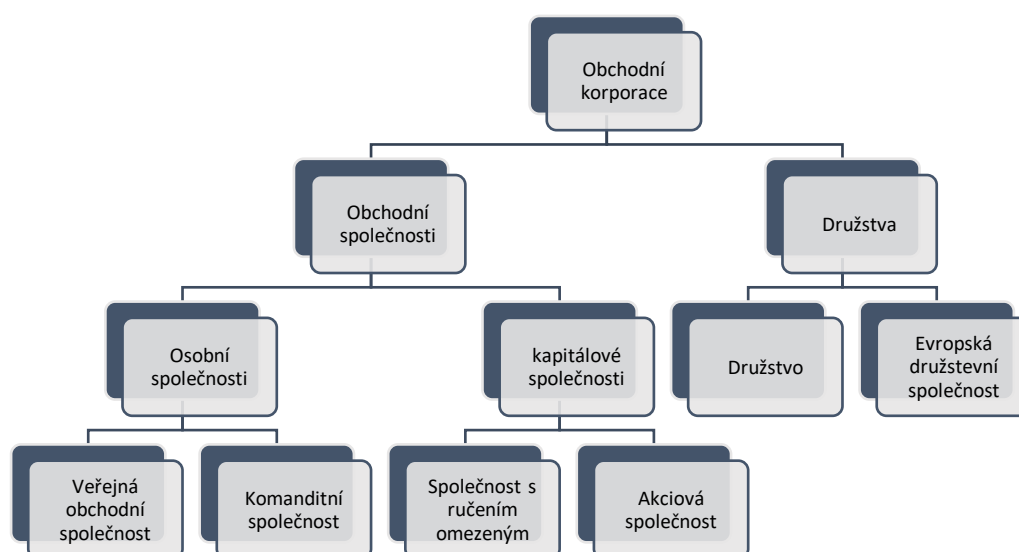 Obchodní
korporace
Obchodní
společnosti
Družstva
Osobní
společnosti
kapitálové
společnosti
Družstvo
Evropská
družstevní
společnost
Veřejná
obchodní
společnost
Komanditní
společnost
Společnost s
ručením
omezeným
Akciová
společnost